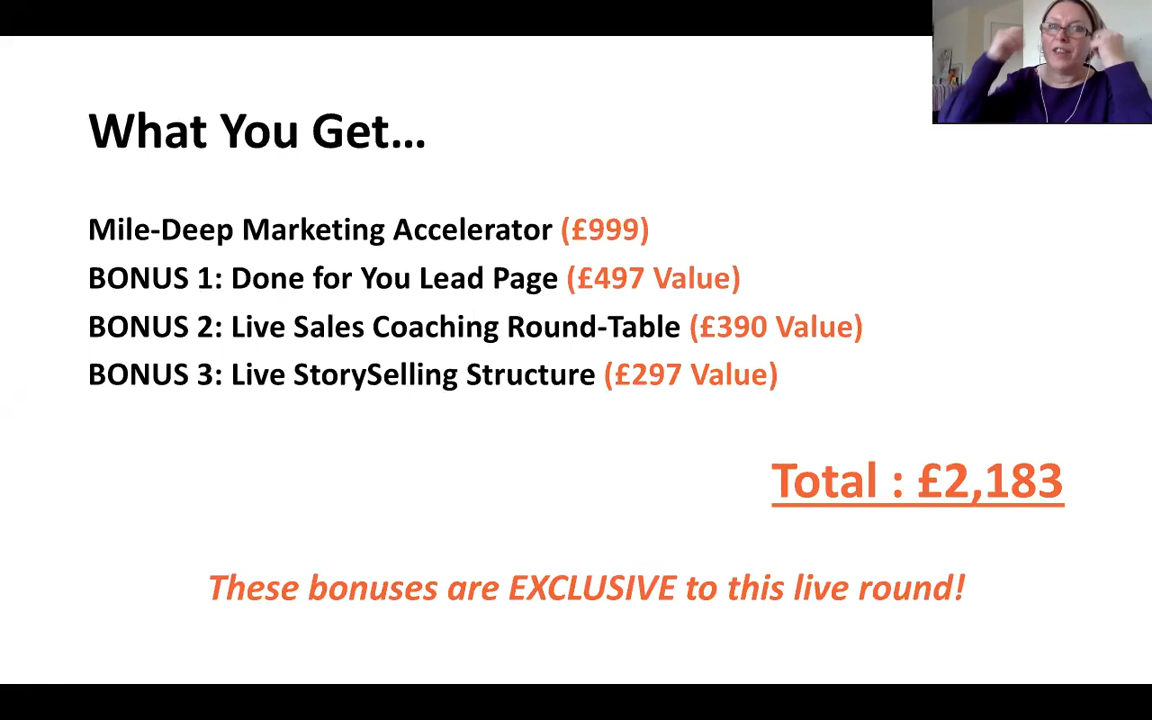 What You Get...
Mile-Deep Marketing Accelerator (£999)
BONUS 1: Done for You Lead Page (£497 Value)
BONUS 2: Live Sales Coaching Round-Table (£390 Value)
BONUS 3: Live StorySelling Structure (£297 Value)
Total : £2,183
These bonuses are EXCLUSIVE to this live round!